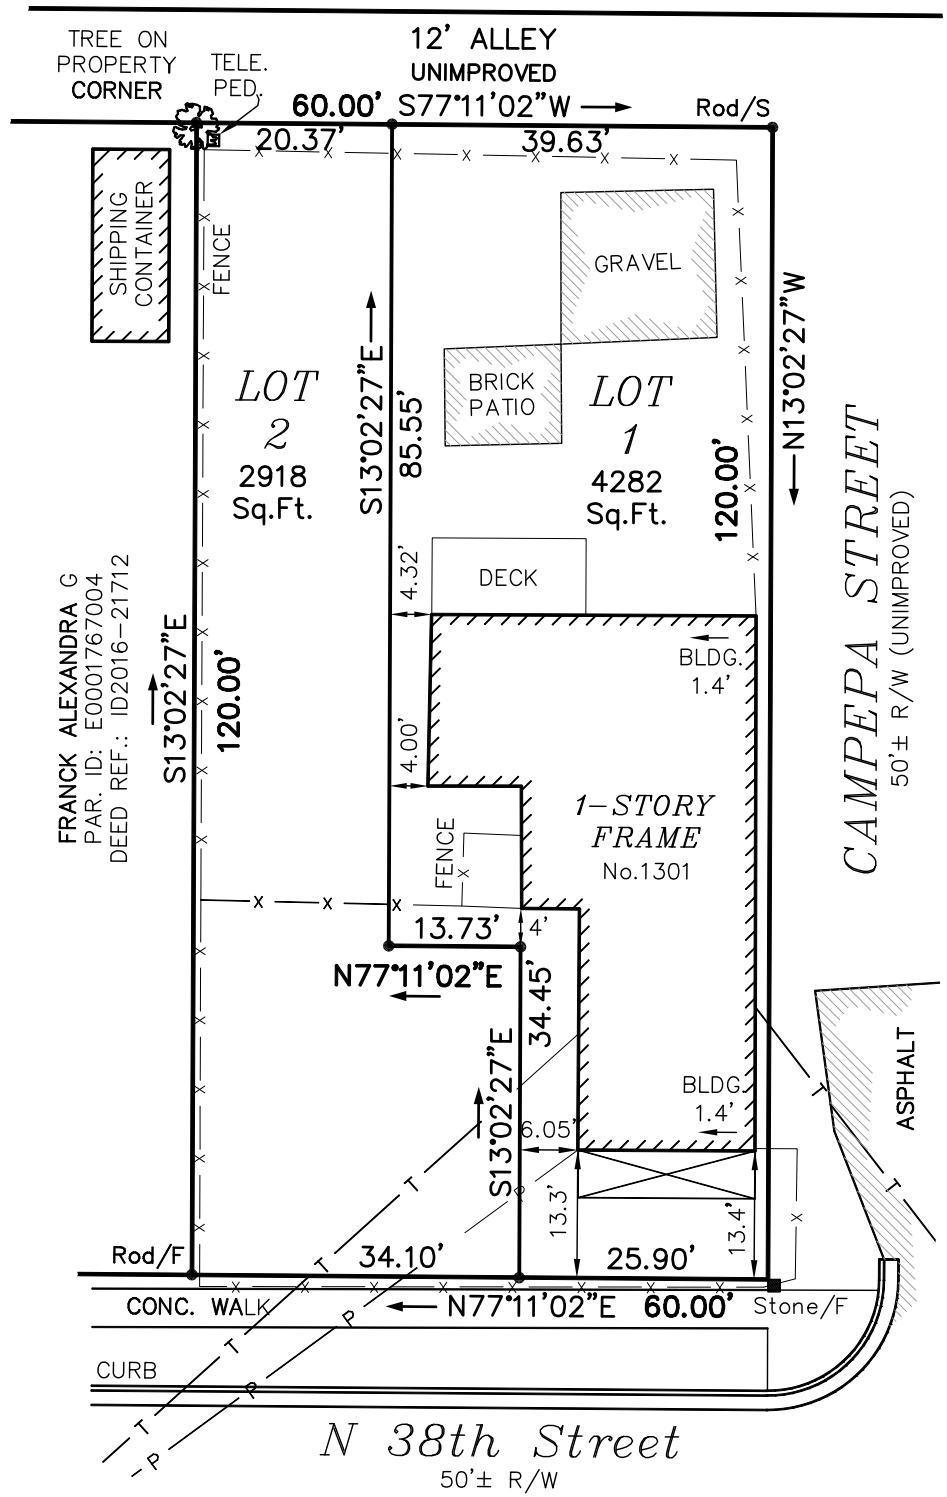 TREE ON
PROPERTY
CORNER
TELE.
PED.
12' ALLEY
UNIMPROVED
60.00' S77°11'02"W
Rod/S
20.37'
39.63'
SHIPPING
CONTAINER
FENCE
GRAVEL
BRICK
PATIO
LOT
2
2918
Sq.Ft.
S13°02'27"E
85.55'
LOT
1
4282
Sq.Ft.
120.00'
N13°02'27"W
CAMPEPA STREET
50'± R/W (UNIMPROVED)
4.32'
DECK
BLDG.
1.4'
FRANCK ALEXANDRA G
PAR. ID: E0001767004
DEED REF.: ID2016-21712
S13°02'27"E
120.00'
4.00'
1-STORY
FRAME
No.1301
FENCE
13.73'
4'
N77°11'02"E
34.45'
S13°02'27"E
BLDG.
1.4'
6.05'
13.3'
13.4'
ASPHALT
Rod/F
34.10'
25.90'
CONC. WALK
N77°11'02"E 60.00'
Stone/F
CURB
N 38th Street
50'± R/W
X X X X X X X
X X X X X X X X X X X X X X X X
X X X X X X
X X X
X
X
X X X X X X X X
T T T T T
T T
P P P P